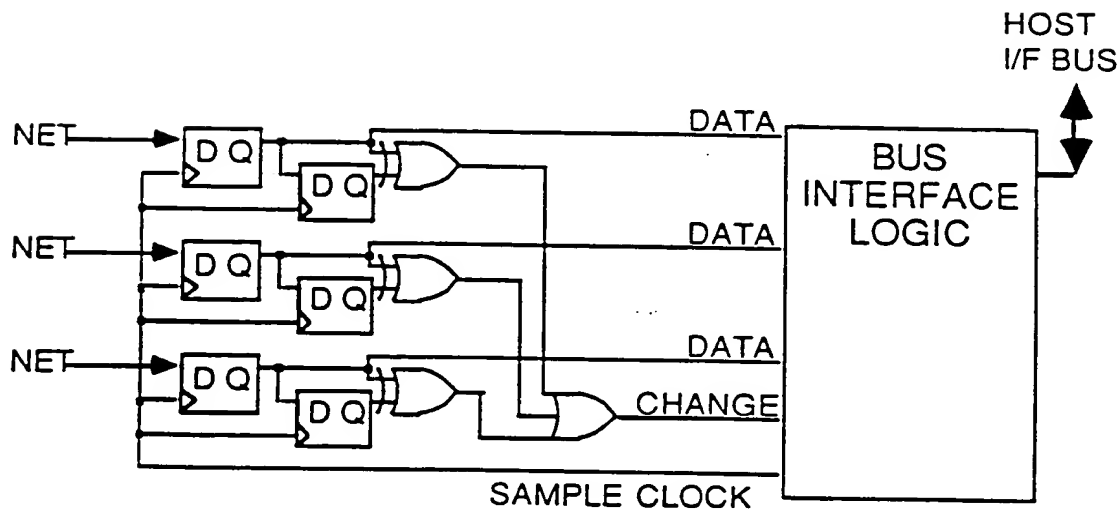 HOST
I/F BUS
NET
D Q
D Q
DATA
BUS
INTERFACE
LOGIC
NET
D Q
D Q
DATA
NET
D Q
D Q
DATA
CHANGE
SAMPLE CLOCK